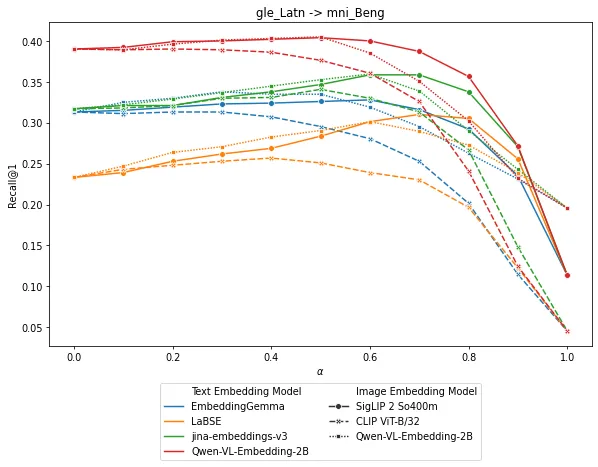 gle_Latn -> mni_Beng
Recall@1
0.40
0.35
0.30
0.25
0.20
0.15
0.10
0.05
0.0 0.2 0.4 0.6 0.8 1.0
α
Text Embedding Model Image Embedding Model
EmbeddingGemma SigLIP 2 So400m
LaBSE CLIP ViT-B/32
jina-embeddings-v3 Qwen-VL-Embedding-2B
Qwen-VL-Embedding-2B